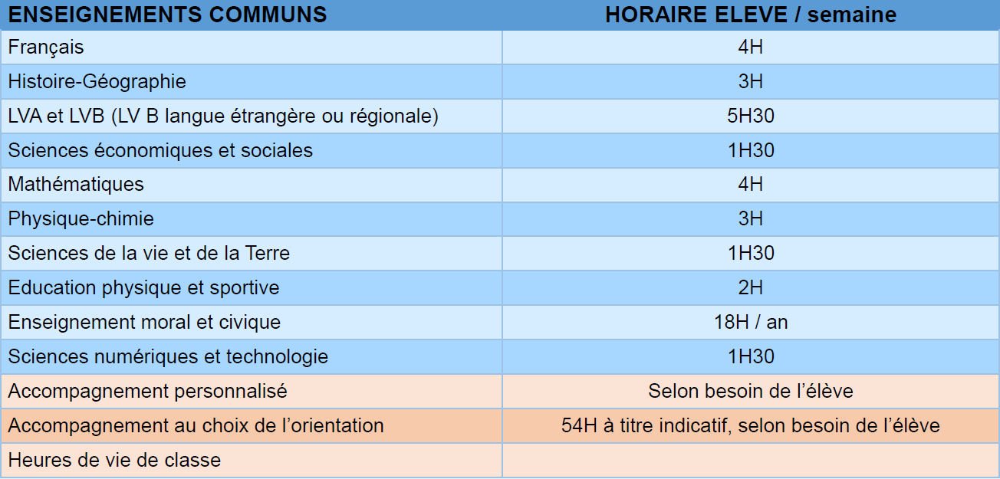 ENSEIGNEMENTS COMMUNS HORAIRE ELEVE / semaine
Français 4H
Histoire-Géographie 3H
LVA et LVB (LV B langue étrangère ou régionale) 5H30
Sciences économiques et sociales 1H30
Mathématiques 4H
Physique-chimie 3H
Sciences de la vie et de la Terre 1H30
Education physique et sportive 2H
Enseignement moral et civique 18H / an
Sciences numériques et technologie 1H30
Accompagnement personnalisé Selon besoin de l’élève
Accompagnement au choix de l’orientation 54H à titre indicatif, selon besoin de l’élève
Heures de vie de classe